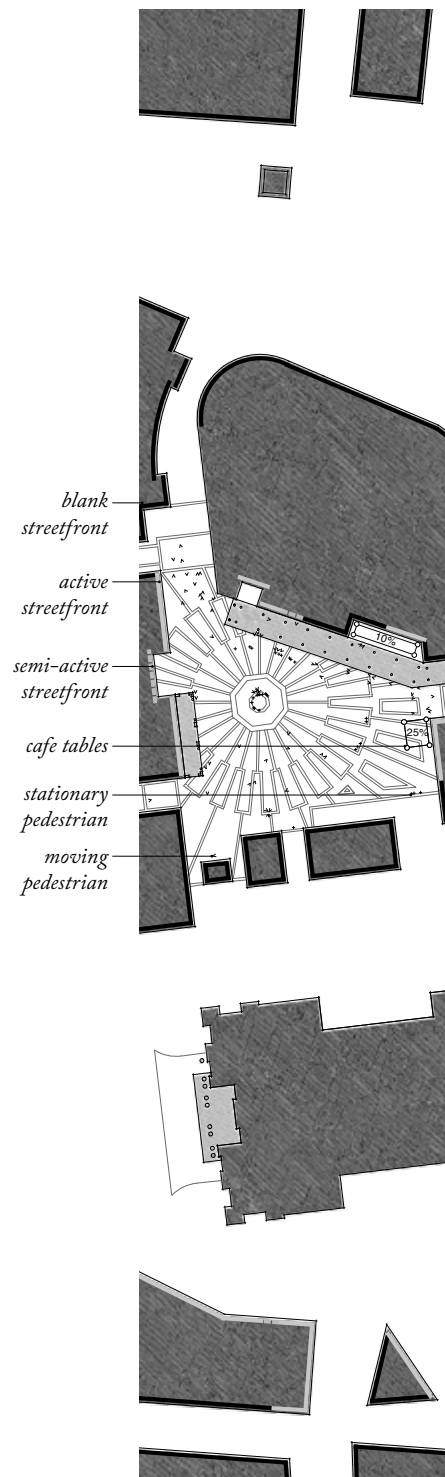 blank
streetfront
active
streetfront
10%
semi-active
streetfront
25%
cafe tables
stationary
pedestrian
moving
pedestrian